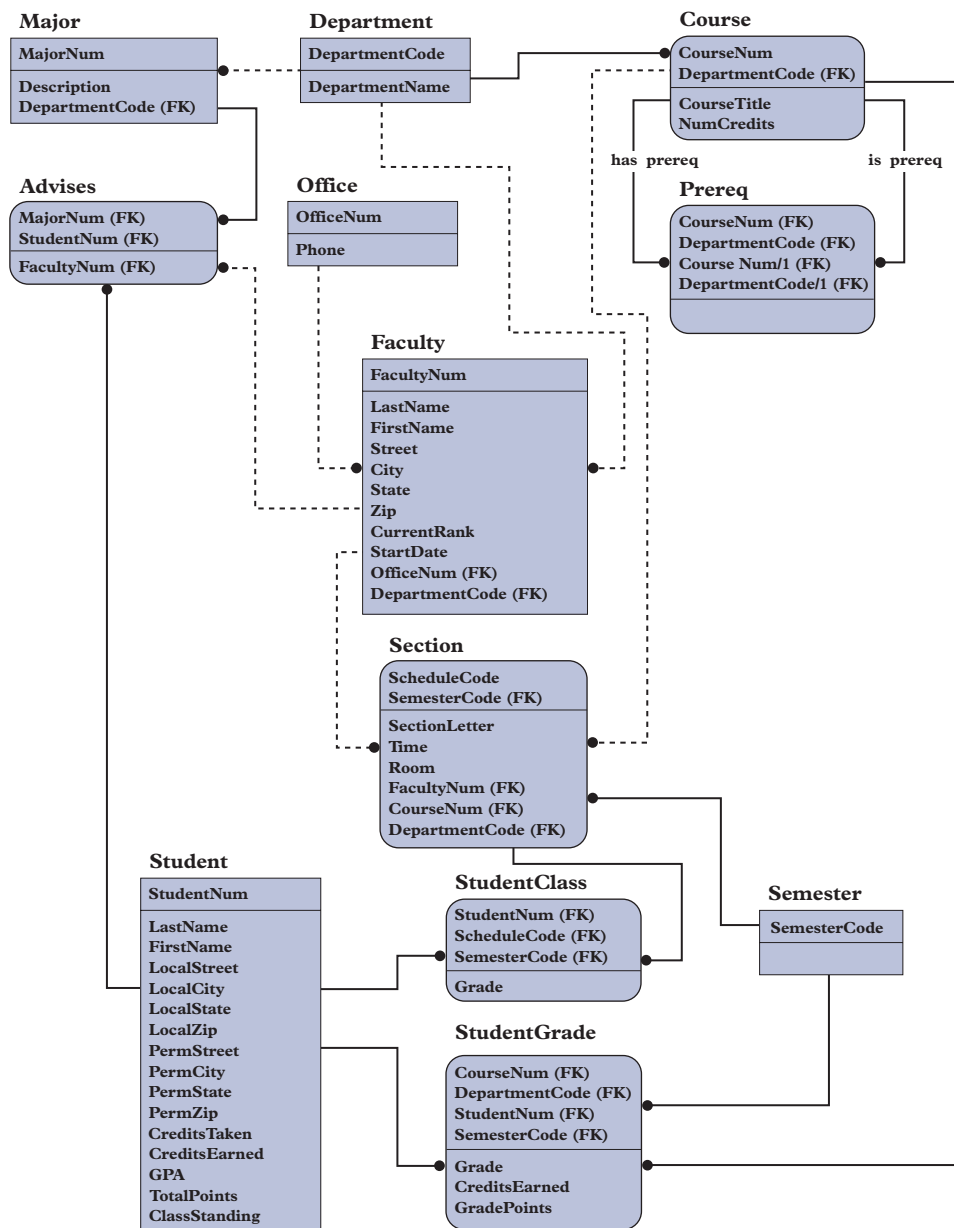 Major
MajorNum
Description
DepartmentCode (FK)
Department
DepartmentCode
DepartmentName
Course
CourseNum
DepartmentCode (FK)
CourseTitle
NumCredits
has prereq
is prereq
Advises
MajorNum (FK)
StudentNum (FK)
FacultyNum (FK)
Office
OfficeNum
Phone
Prereq
CourseNum (FK)
DepartmentCode (FK)
Course Num/1 (FK)
DepartmentCode/1 (FK)
Faculty
FacultyNum
LastName
FirstName
Street
City
State
Zip
CurrentRank
StartDate
OfficeNum (FK)
DepartmentCode (FK)
Section
ScheduleCode
SemesterCode (FK)
SectionLetter
Time
Room
FacultyNum (FK)
CourseNum (FK)
DepartmentCode (FK)
Student
StudentNum
LastName
FirstName
LocalStreet
LocalCity
LocalState
LocalZip
PermStreet
PermCity
PermState
PermZip
CreditsTaken
CreditsEarned
GPA
TotalPoints
ClassStanding
StudentClass
StudentNum (FK)
ScheduleCode (FK)
SemesterCode (FK)
Grade
Semester
SemesterCode
StudentGrade
CourseNum (FK)
DepartmentCode (FK)
StudentNum (FK)
SemesterCode (FK)
Grade
CreditsEarned
GradePoints